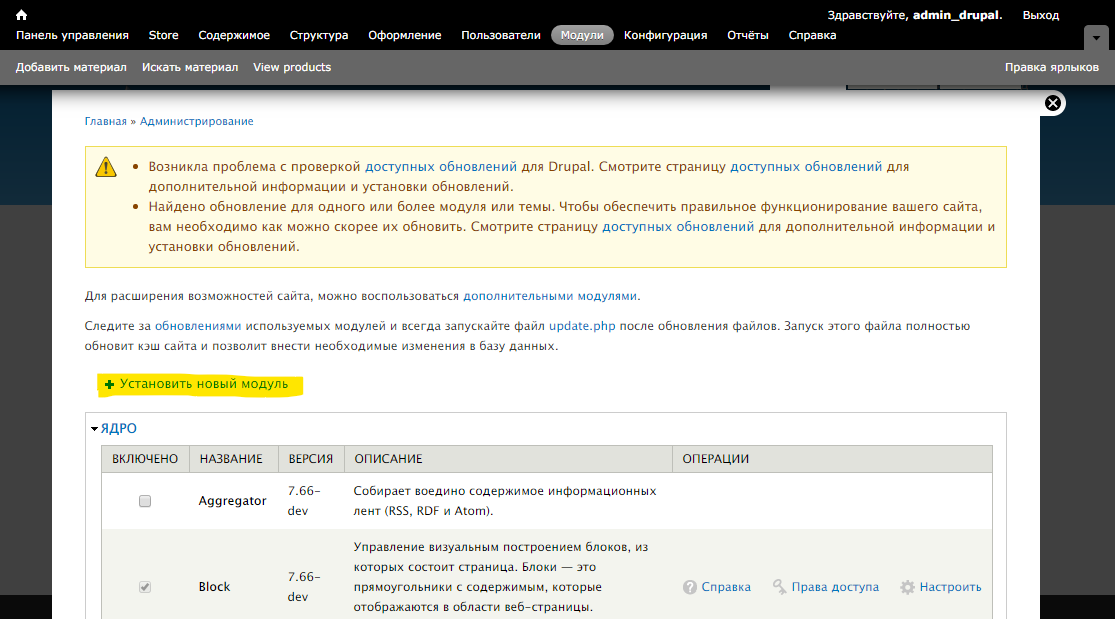 Здравствуйте, admin_drupal. Выход
Панель управления Store Содержимое Структура Оформление Пользователи Модули Конфигурация Отчёты Справка
Добавить материал Искать материал View products Правка ярлыков
Главная » Администрирование
Возникла проблема с проверкой доступных обновлений для Drupal. Смотрите страницу доступных обновлений для
дополнительной информации и установки обновлений.
Найдено обновление для одного или более модуля или темы. Чтобы обеспечить правильное функционирование вашего сайта,
вам необходимо как можно скорее их обновить. Смотрите страницу доступных обновлений для дополнительной информации и
установки обновлений.
Для расширения возможностей сайта, можно воспользоваться дополнительными модулями.
Следите за обновлениями используемых модулей и всегда запускайте файл update.php после обновления файлов. Запуск этого файла полностью
обновит кэш сайта и позволит внести необходимые изменения в базу данных.
+ Установить новый модуль
ЯДРО
ВКЛЮЧЕНО НАЗВАНИЕ ВЕРСИЯ ОПИСАНИЕ ОПЕРАЦИИ
Aggregator 7.66-
dev Собирает воедино содержимое информационных
лент (RSS, RDF и Atom).
Block 7.66-
dev Управление визуальным построением блоков, из
которых состоит страница. Блоки — это
прямоугольники с содержимым, которые
отображаются в области веб-страницы.
Справка Права доступа Настроить